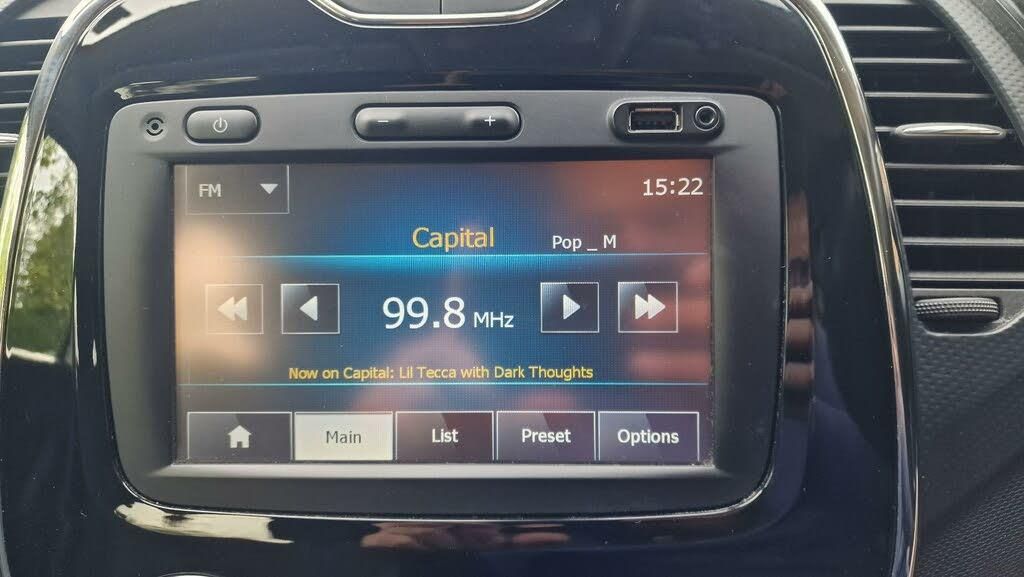 − +
FM
15:22
Capital Pop _ M
99.8 MHz
Now on Capital: Lil Tecca with Dark Thoughts
Main List Preset Options